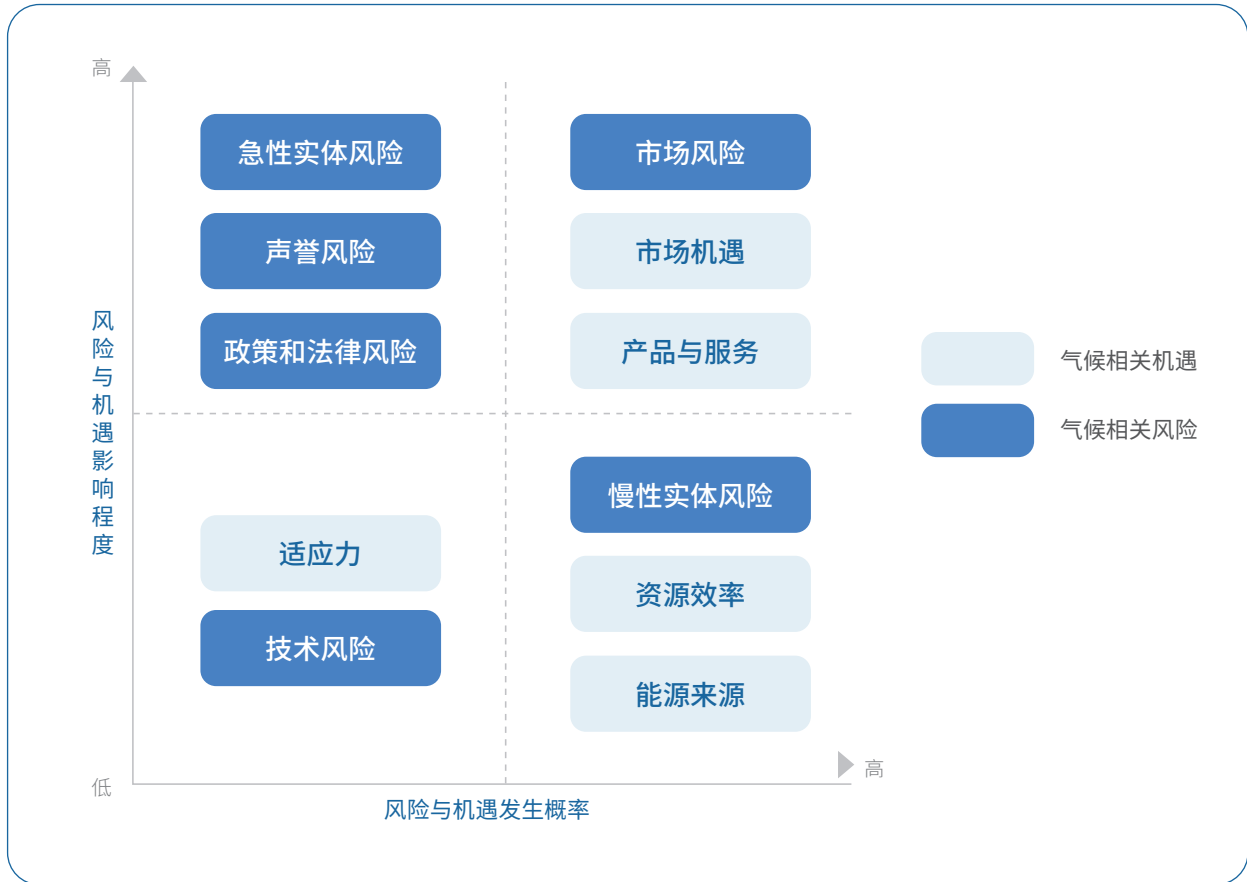 高
急性实体风险
市场风险
声誉风险
市场机遇
政策和法律风险
产品与服务
风险与机遇影响程度
气候相关机遇
气候相关风险
慢性实体风险
适应力
资源效率
技术风险
能源来源
低
高
风险与机遇发生概率